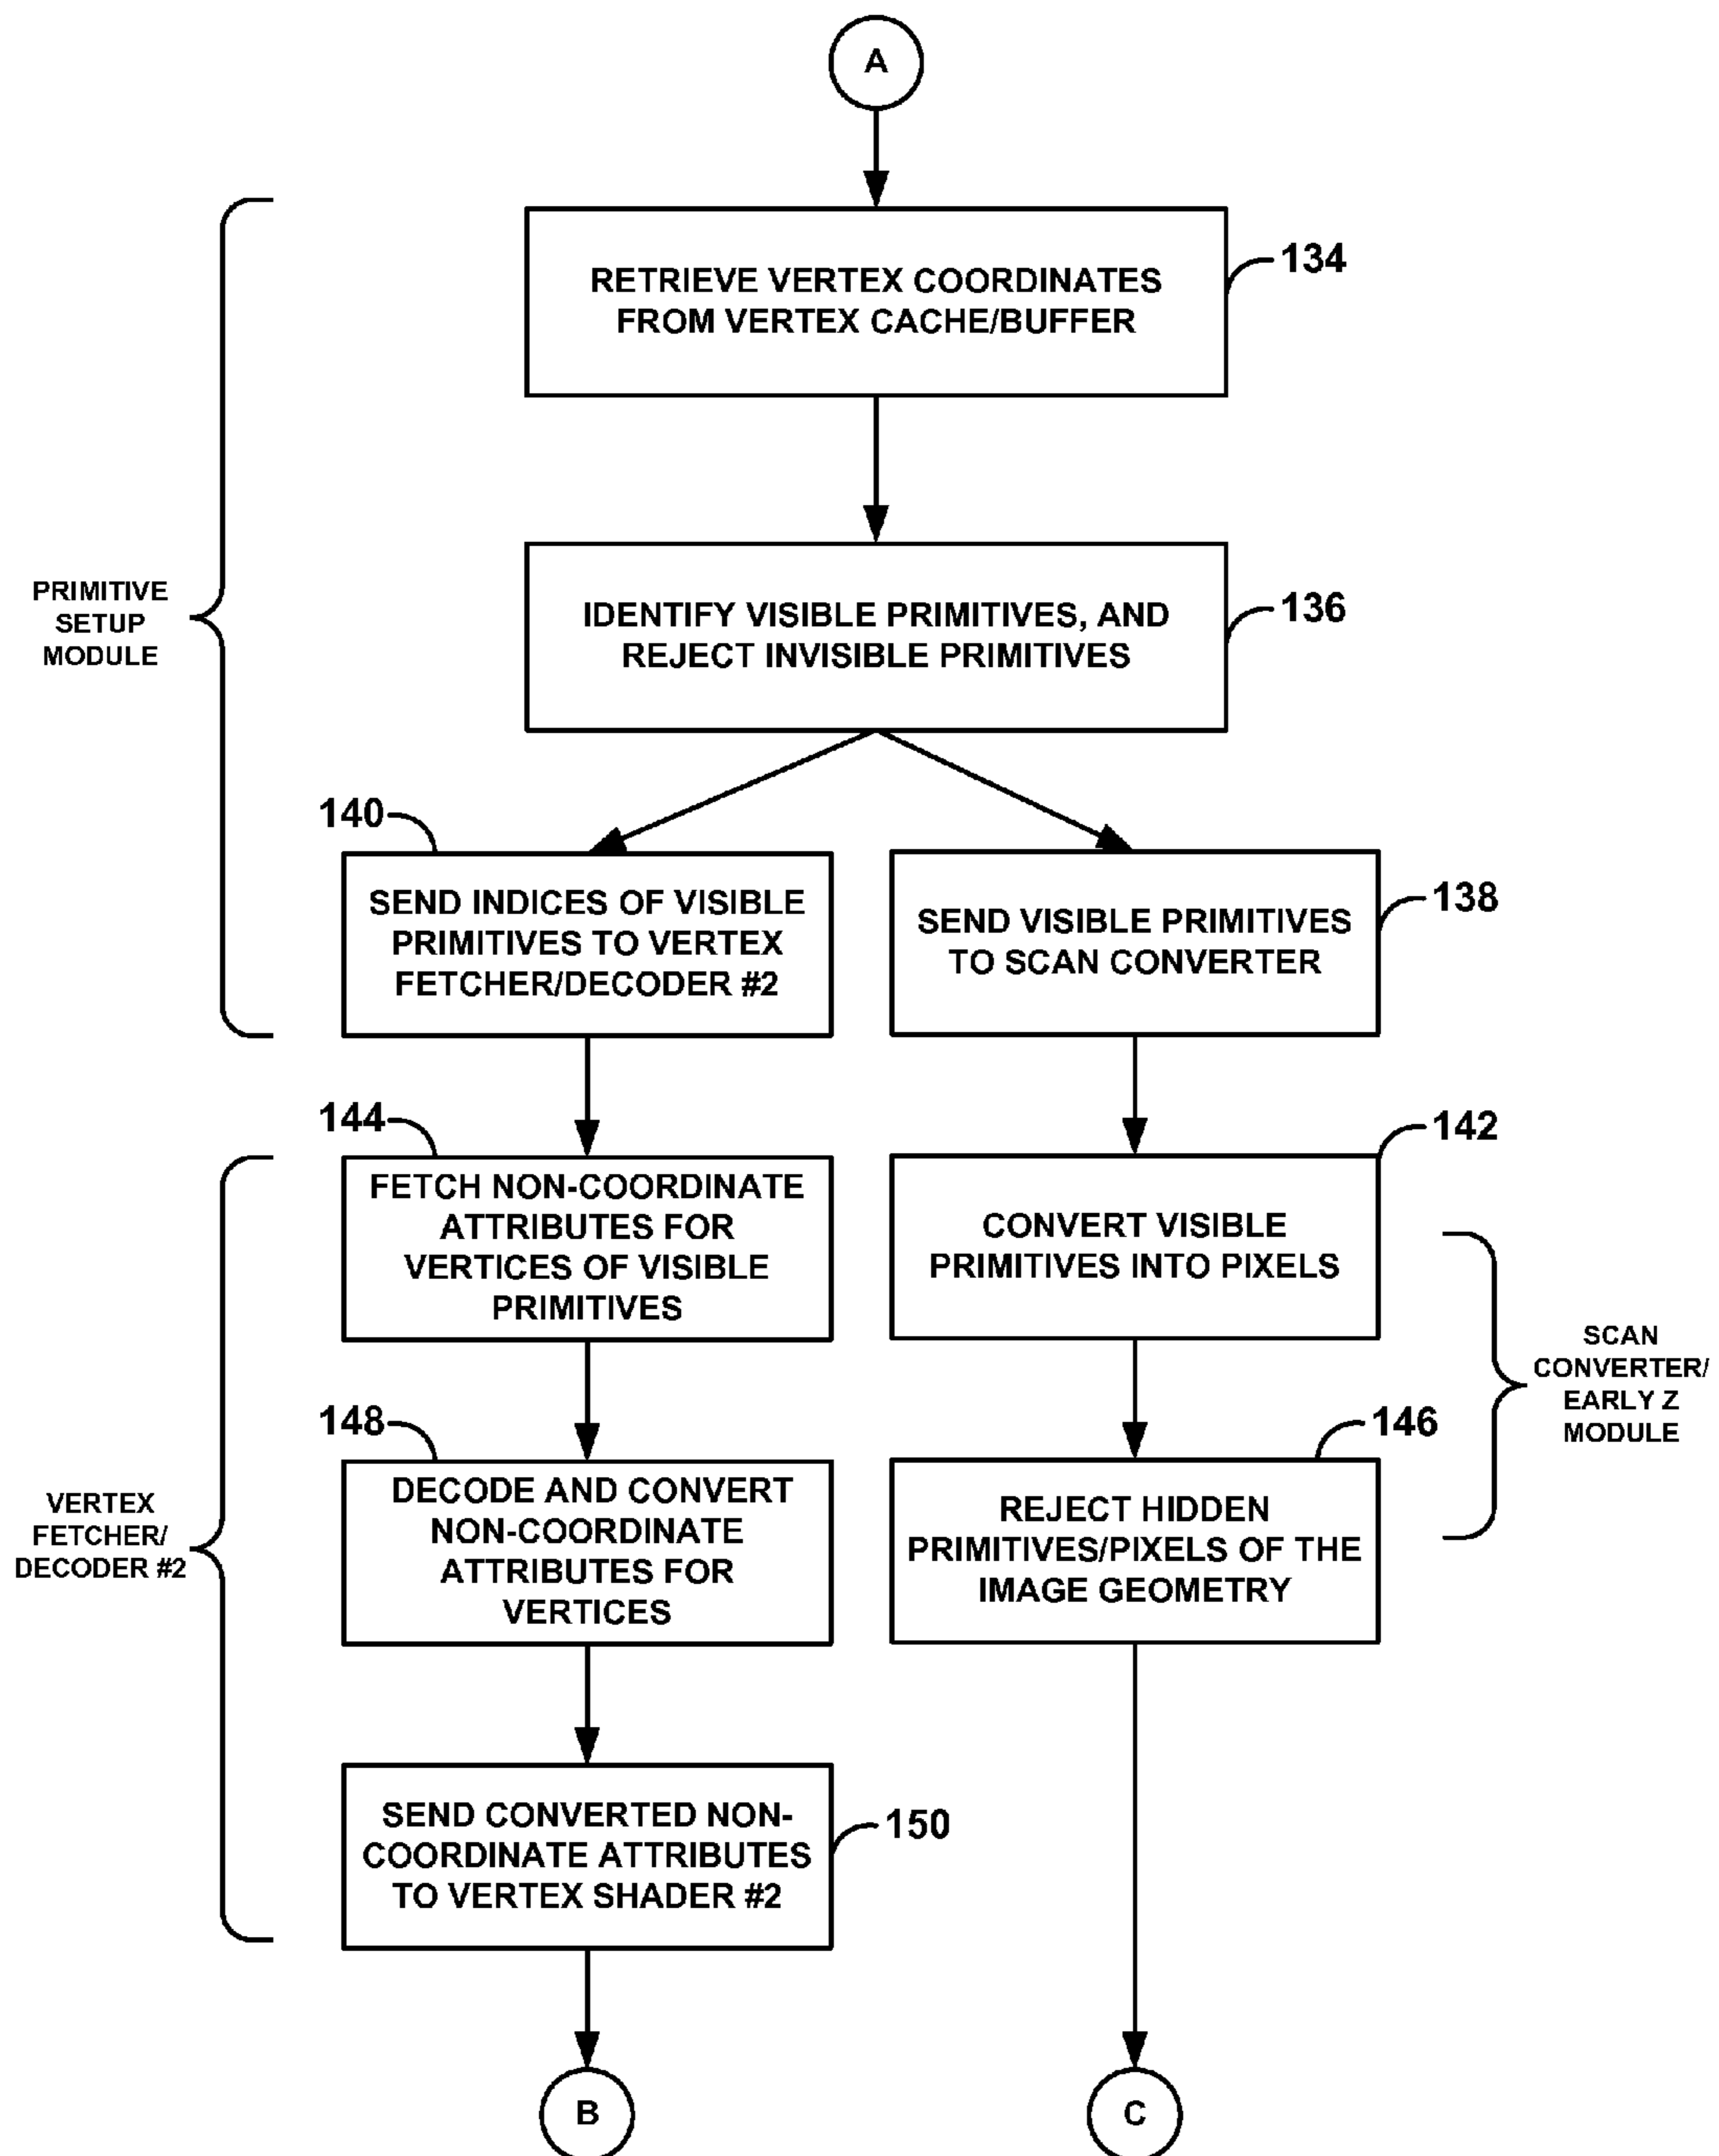 A
RETRIEVE VERTEX COORDINATES
FROM VERTEX CACHE/BUFFER
134
PRIMITIVE
SETUP
MODULE
IDENTIFY VISIBLE PRIMITIVES, AND
REJECT INVISIBLE PRIMITIVES
136
140
SEND INDICES OF VISIBLE
PRIMITIVES TO VERTEX
FETCHER/DECODER #2
SEND VISIBLE PRIMITIVES
TO SCAN CONVERTER
138
144
FETCH NON-COORDINATE
ATTRIBUTES FOR
VERTICES OF VISIBLE
PRIMITIVES
142
CONVERT VISIBLE
PRIMITIVES INTO PIXELS
SCAN
CONVERTER/
EARLY Z
MODULE
148
DECODE AND CONVERT
NON-COORDINATE
ATTRIBUTES FOR
VERTICES
146
REJECT HIDDEN
PRIMITIVES/PIXELS OF THE
IMAGE GEOMETRY
VERTEX
FETCHER/
DECODER #2
SEND CONVERTED NON-
COORDINATE ATTRIBUTES
TO VERTEX SHADER #2
150
B
C